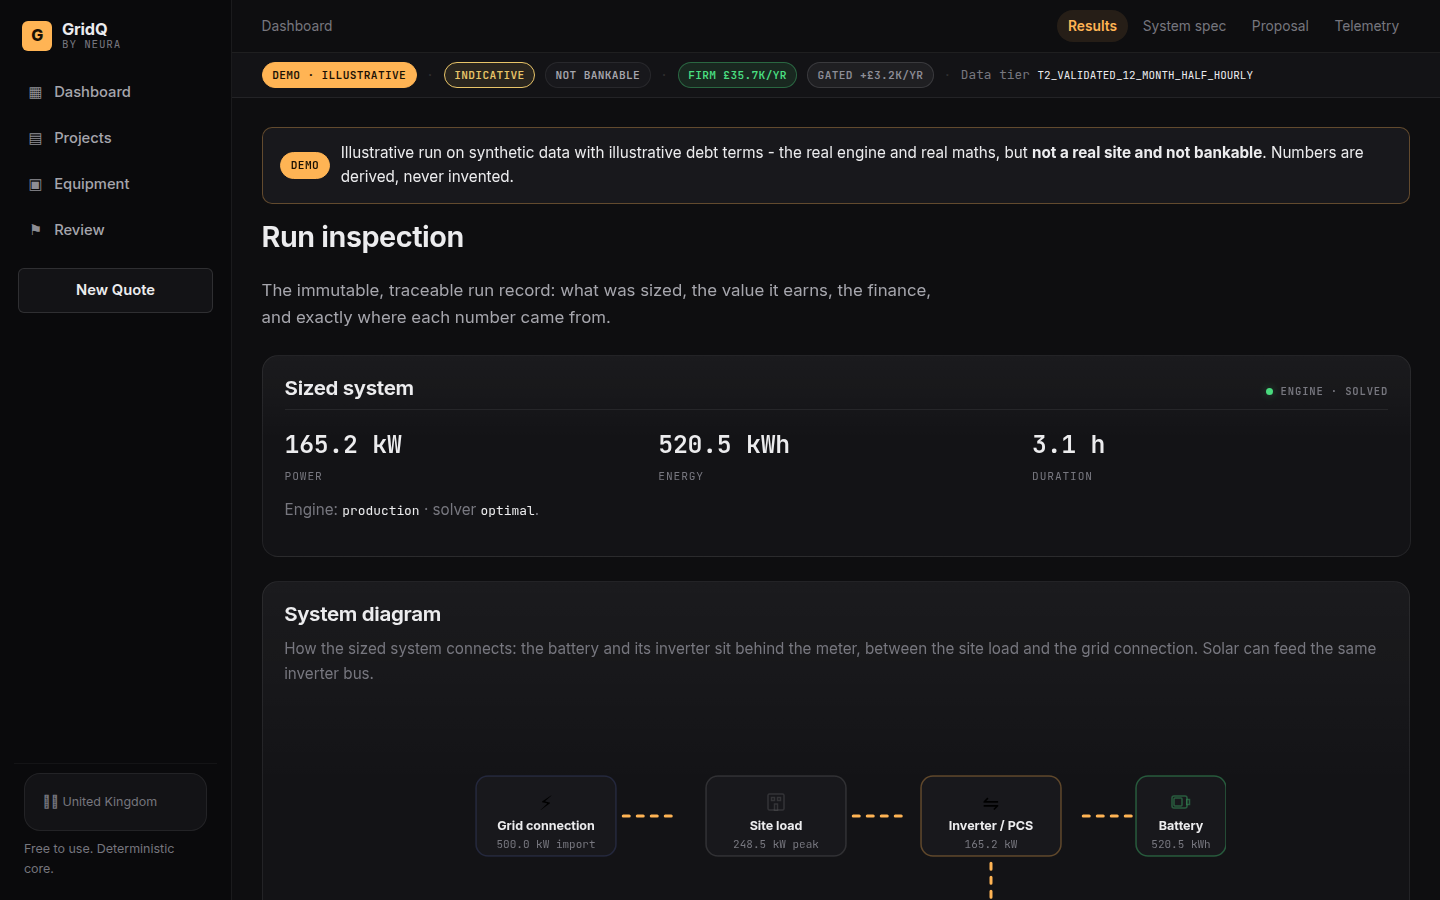 G GridQ
BY NEURA
Dashboard
Projects
Equipment
Review
New Quote
United Kingdom
Free to use. Deterministic
core.
Dashboard
Results System spec Proposal Telemetry
DEMO · ILLUSTRATIVE · INDICATIVE NOT BANKABLE · FIRM £35.7K/YR GATED +£3.2K/YR · Data tier T2_VALIDATED_12_MONTH_HALF_HOURLY
DEMO
Illustrative run on synthetic data with illustrative debt terms - the real engine and real maths, but not a real site and not bankable. Numbers are
derived, never invented.
Run inspection
The immutable, traceable run record: what was sized, the value it earns, the finance,
and exactly where each number came from.
Sized system
ENGINE · SOLVED
165.2 kW 520.5 kWh 3.1 h
POWER ENERGY DURATION
Engine: production · solver optimal.
System diagram
How the sized system connects: the battery and its inverter sit behind the meter, between the site load and the grid connection. Solar can feed the same
inverter bus.
Grid connection Site load Inverter / PCS Battery
500.0 kW import 248.5 kW peak 165.2 kW 520.5 kWh